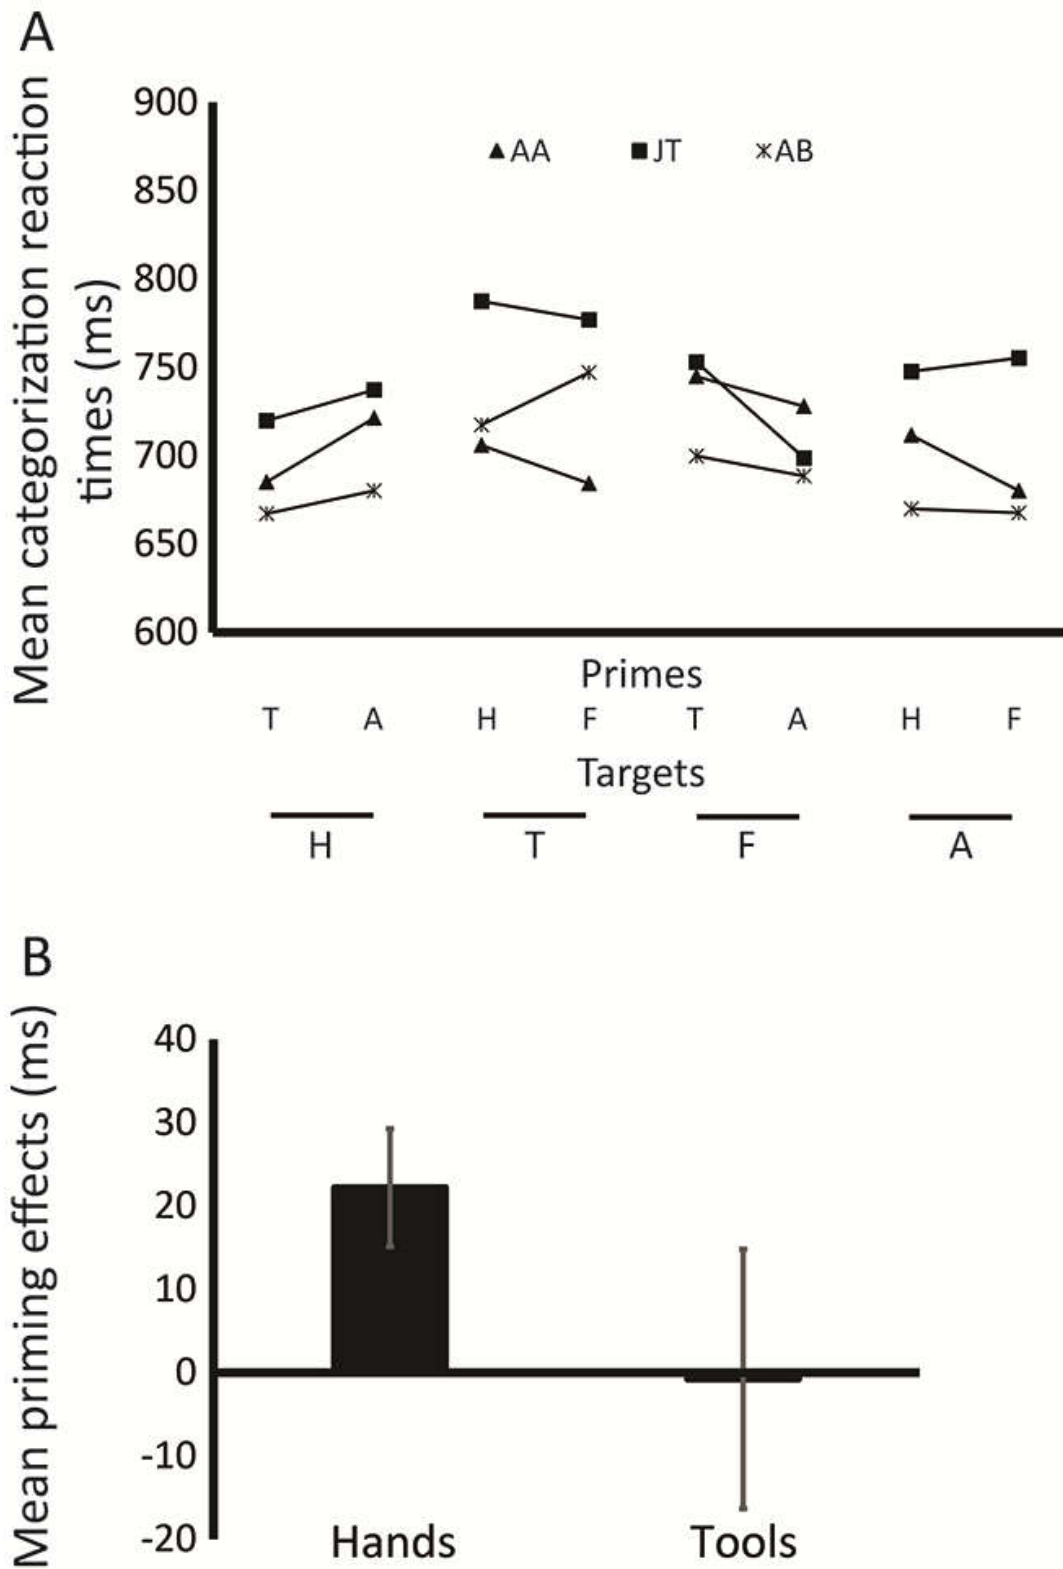 A
Mean categorization reaction
times (ms)
900
850
800
750
700
650
600
AA JT AB
Primes
T A H F T A H F
Targets
H T F A
B
Mean priming effects (ms)
40
30
20
10
0
-10
-20
Hands Tools